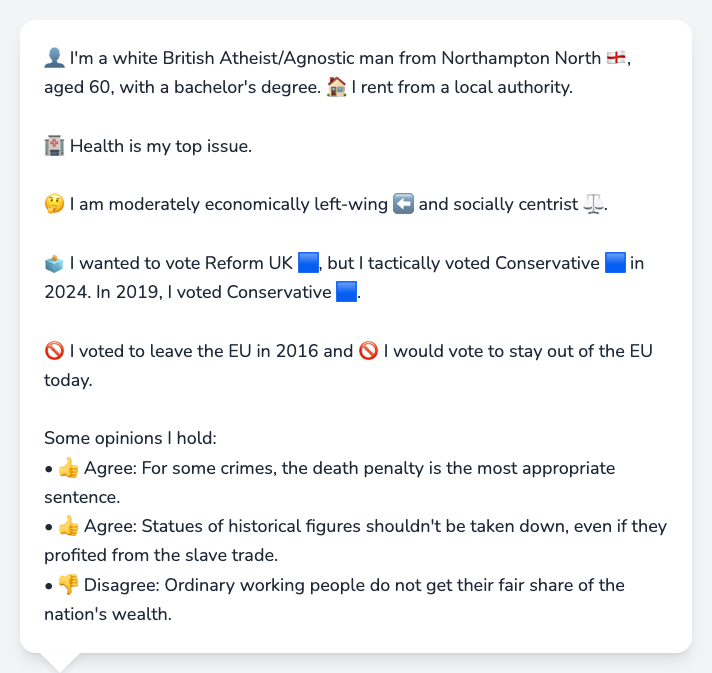 👤 I'm a white British Atheist/Agnostic man from Northampton North 🏴󠁧󠁢󠁥󠁮󠁧󠁿,
aged 60, with a bachelor's degree. 🏠 I rent from a local authority.
🏥 Health is my top issue.
🤔 I am moderately economically left-wing ⬅️ and socially centrist ⚖️.
🗳️ I wanted to vote Reform UK 🟦, but I tactically voted Conservative 🟦 in
2024. In 2019, I voted Conservative 🟦.
🚫 I voted to leave the EU in 2016 and 🚫 I would vote to stay out of the EU
today.
Some opinions I hold:
• 👍 Agree: For some crimes, the death penalty is the most appropriate
sentence.
• 👍 Agree: Statues of historical figures shouldn't be taken down, even if they
profited from the slave trade.
• 👎 Disagree: Ordinary working people do not get their fair share of the
nation's wealth.